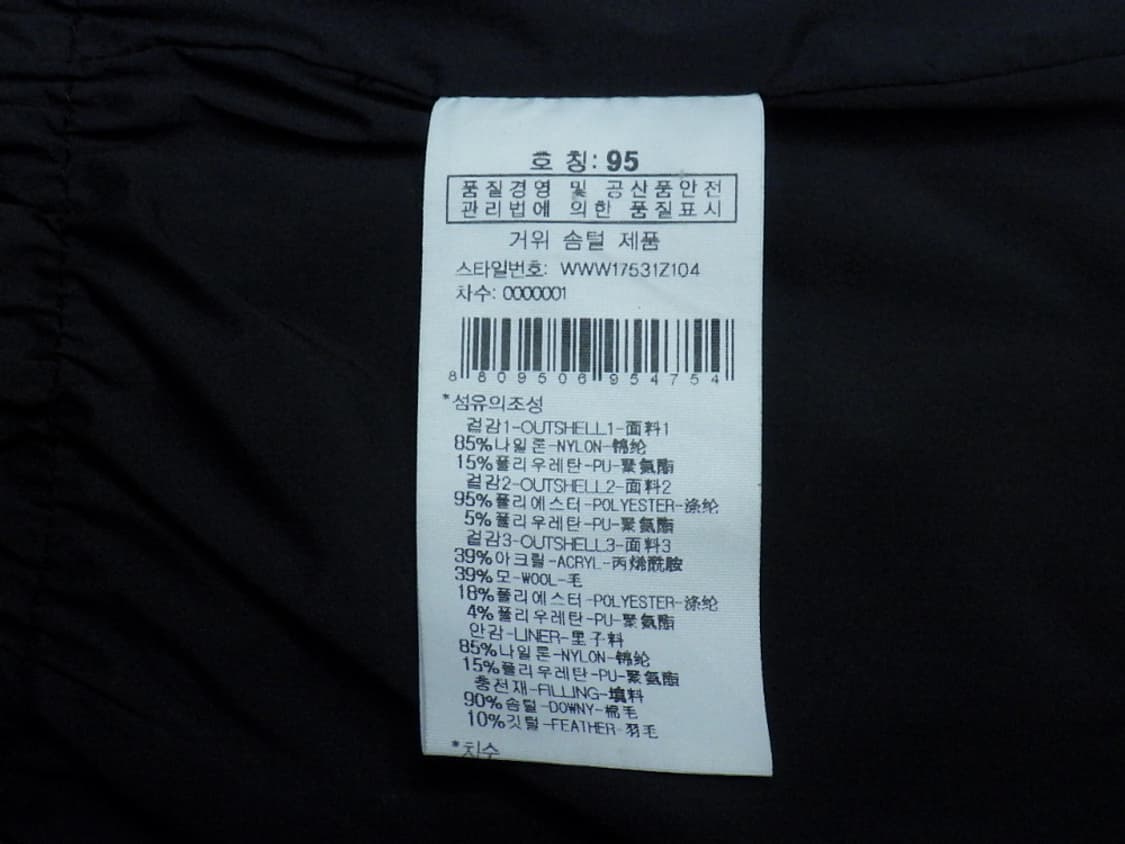 호 칭: 95
품질경영 및 공산품안전
관리법에 의한 품질표시
거위 솜털 제품
스타일번호: WWW17531Z104
차수: 0000001
8 809506 954754
*섬유의조성
겉감1-OUTSHELL1-面料1
85%나일론-NYLON-锦纶
15%폴리우레탄-PU-聚氨酯
겉감2-OUTSHELL2-面料2
95%폴리에스터-POLYESTER-涤纶
5%폴리우레탄-PU-聚氨酯
겉감3-OUTSHELL3-面料3
39%아크릴-ACRYL-丙烯酰胺
39%모-WOOL-毛
18%폴리에스터-POLYESTER-涤纶
4%폴리우레탄-PU-聚氨酯
안감-LINER-里子料
85%나일론-NYLON-锦纶
15%폴리우레탄-PU-聚氨酯
충전재-FILLING-填料
90%솜털-DOWNY-棉毛
10%깃털-FEATHER-羽毛
*치수